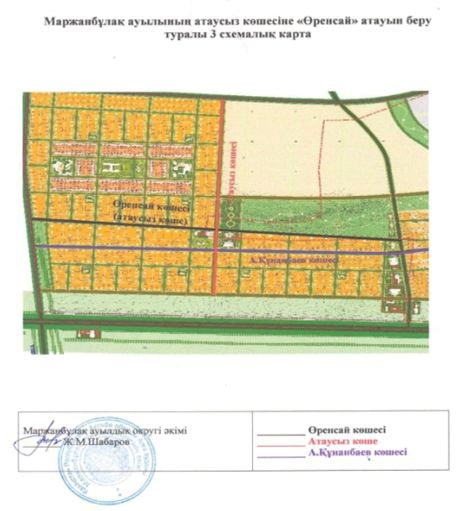 Маржанбұлақ ауылының атаусыз көшесіне «Өренсай» атауын беру
туралы 3 схемалық карта
Атаусыз көшесі
Өренсай көшесі
(атаусыз көше)
А.Құнанбаев көшесі
Маржанбұлақ ауылдық округі әкімі
Ж.М.Шабаров
Өренсай көшесі
Атаусыз көше
А.Құнанбаев көшесі